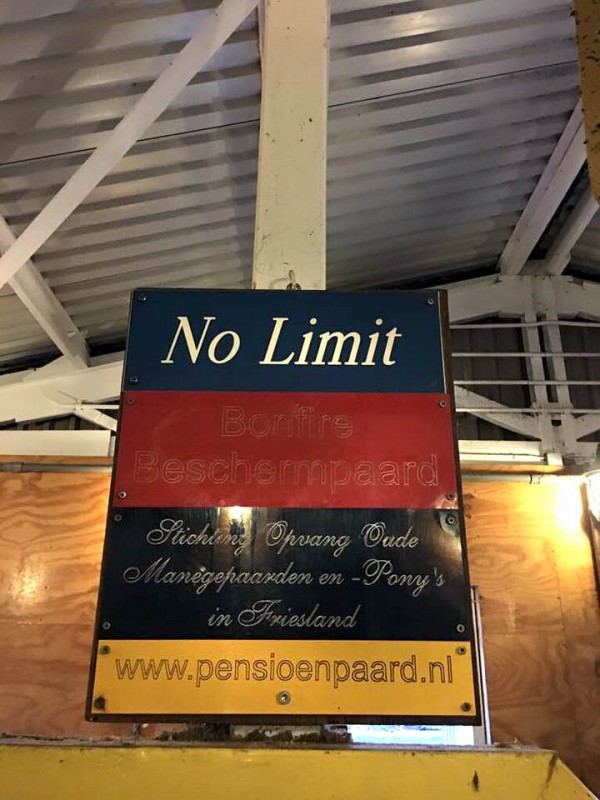 No Limit
Bonfire
Beschermpaard
Stichting Opvang Oude
Manegepaarden en - Pony's
in Friesland
www.pensioenpaard.nl